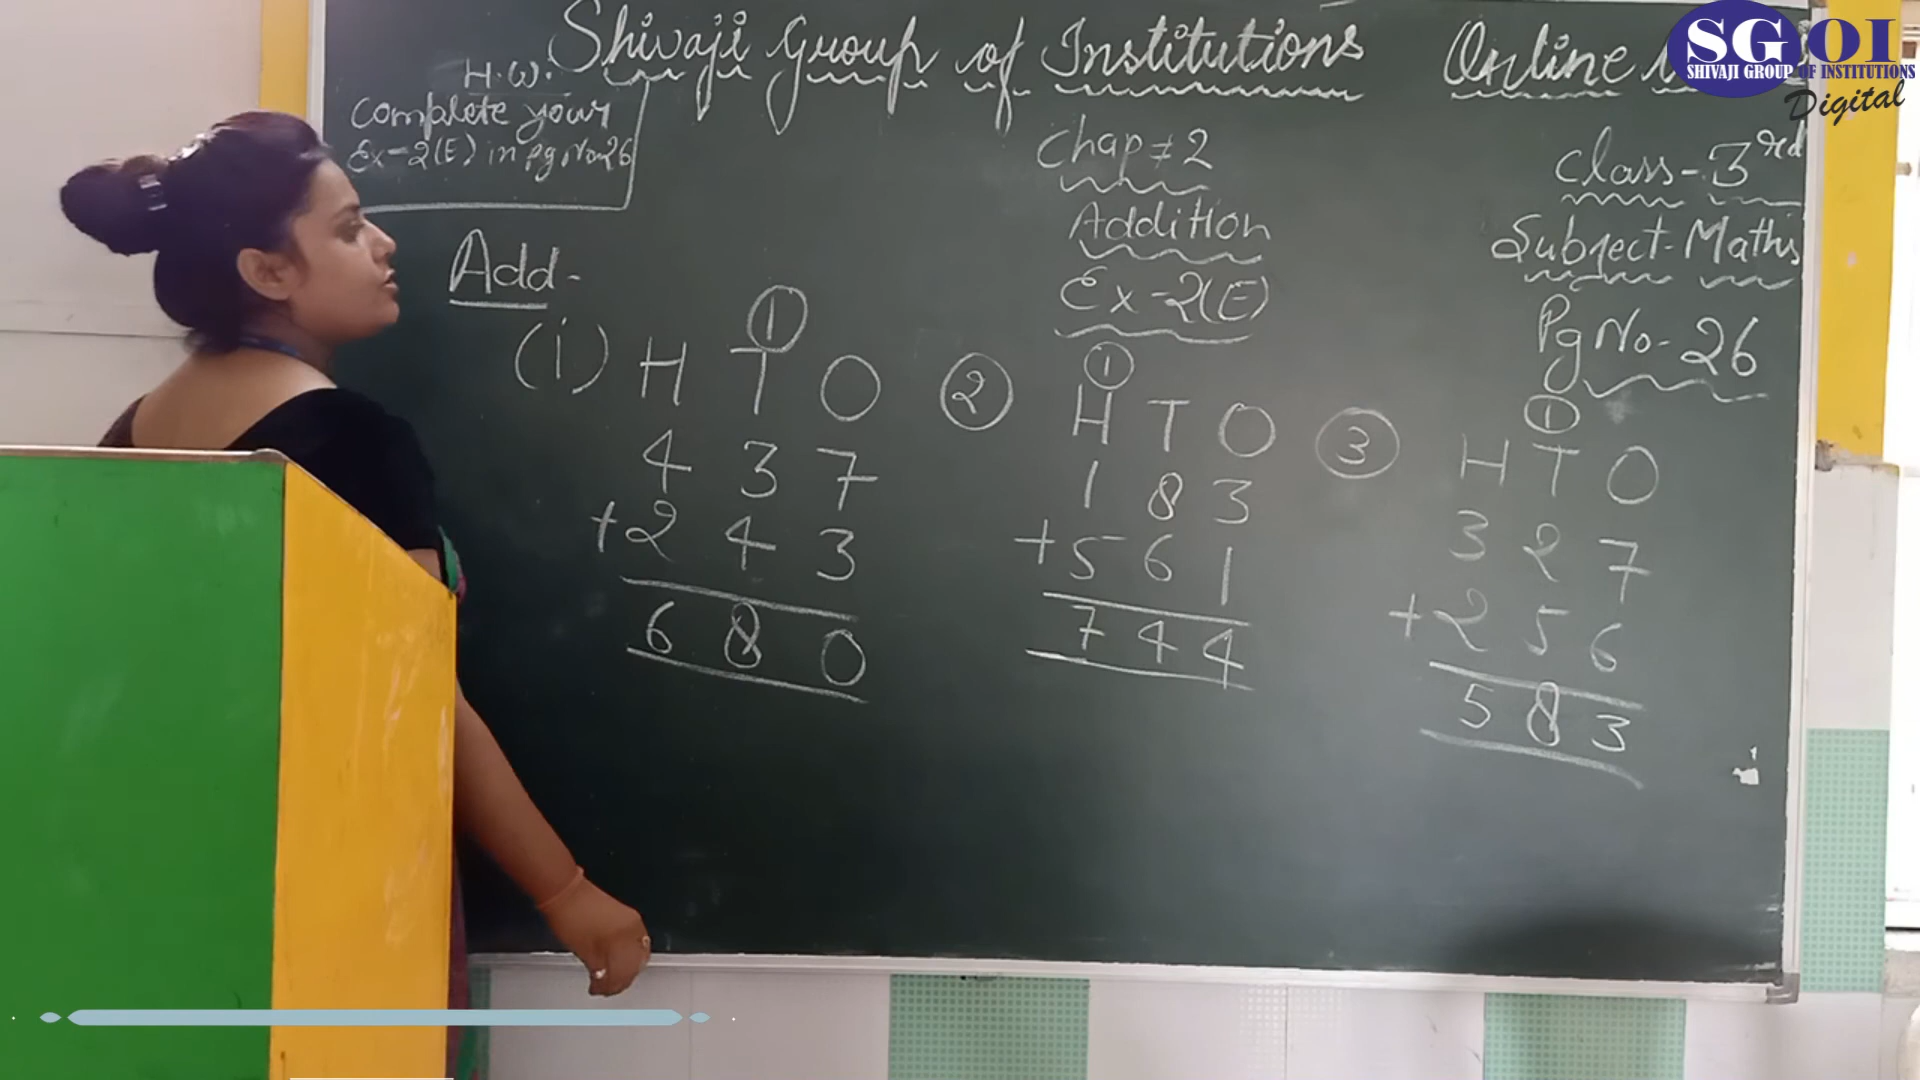 Shivaji Group of Institutions
Online
SGOI
SHIVAJI GROUP OF INSTITUTIONS
Digital
H.W.
Complete your
Ex-2(E) in Pg No-26
Chap # 2
Addition
Ex-2(E)
Class-3rd
Subject-Maths
Pg No-26
Add-
(i)
1
H T O
4 3 7
+2 4 3
6 8 0
2
1
H T O
1 8 3
+5 6 1
7 4 4
3
1
H T O
3 2 7
+2 5 6
5 8 3